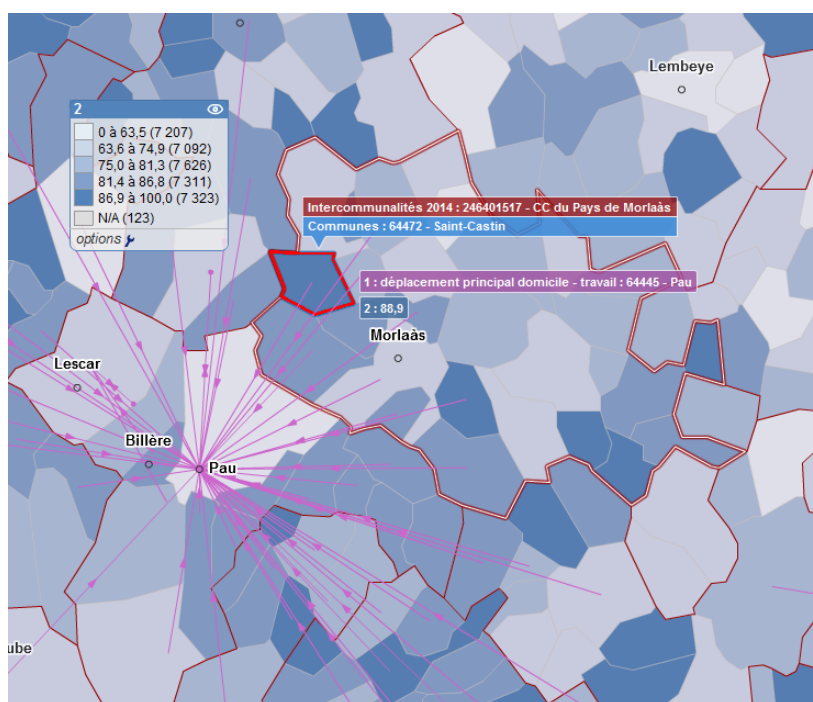 Lembeye
2
0 à 63,5 (7 207)
63,6 à 74,9 (7 092)
75,0 à 81,3 (7 626)
81,4 à 86,8 (7 311)
86,9 à 100,0 (7 323)
N/A (123)
options
Intercommunalités 2014 : 246401517 - CC du Pays de Morlaàs
Communes : 64472 - Saint-Castin
1 : déplacement principal domicile - travail : 64445 - Pau
2 : 88,9
Morlaàs
Lescar
Billère
Pau
ube